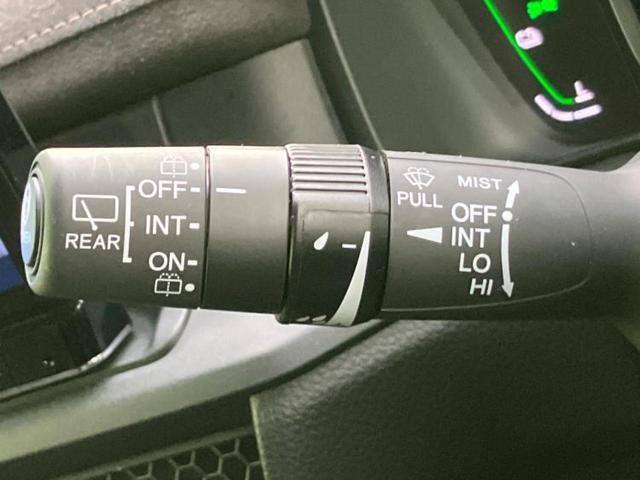 REAR
OFF
INT
ON
PULL
MIST
OFF
INT
LO
HI